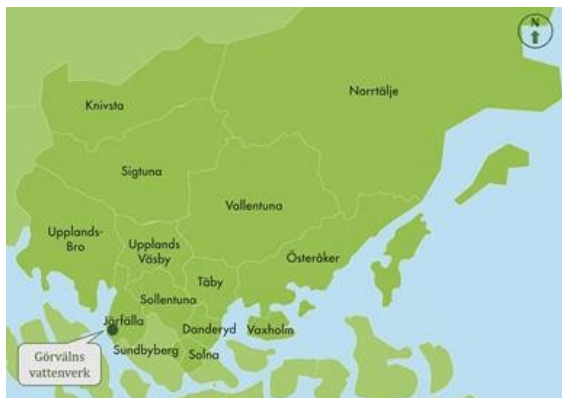 N
Norrtälje
Knivsta
Sigtuna
Vallentuna
Upplands-
Bro
Upplands
Väsby
Österåker
Täby
Sollentuna
Järfälla
Danderyd
Vaxholm
Sundbyberg
Solna
Görvälns
vattenverk